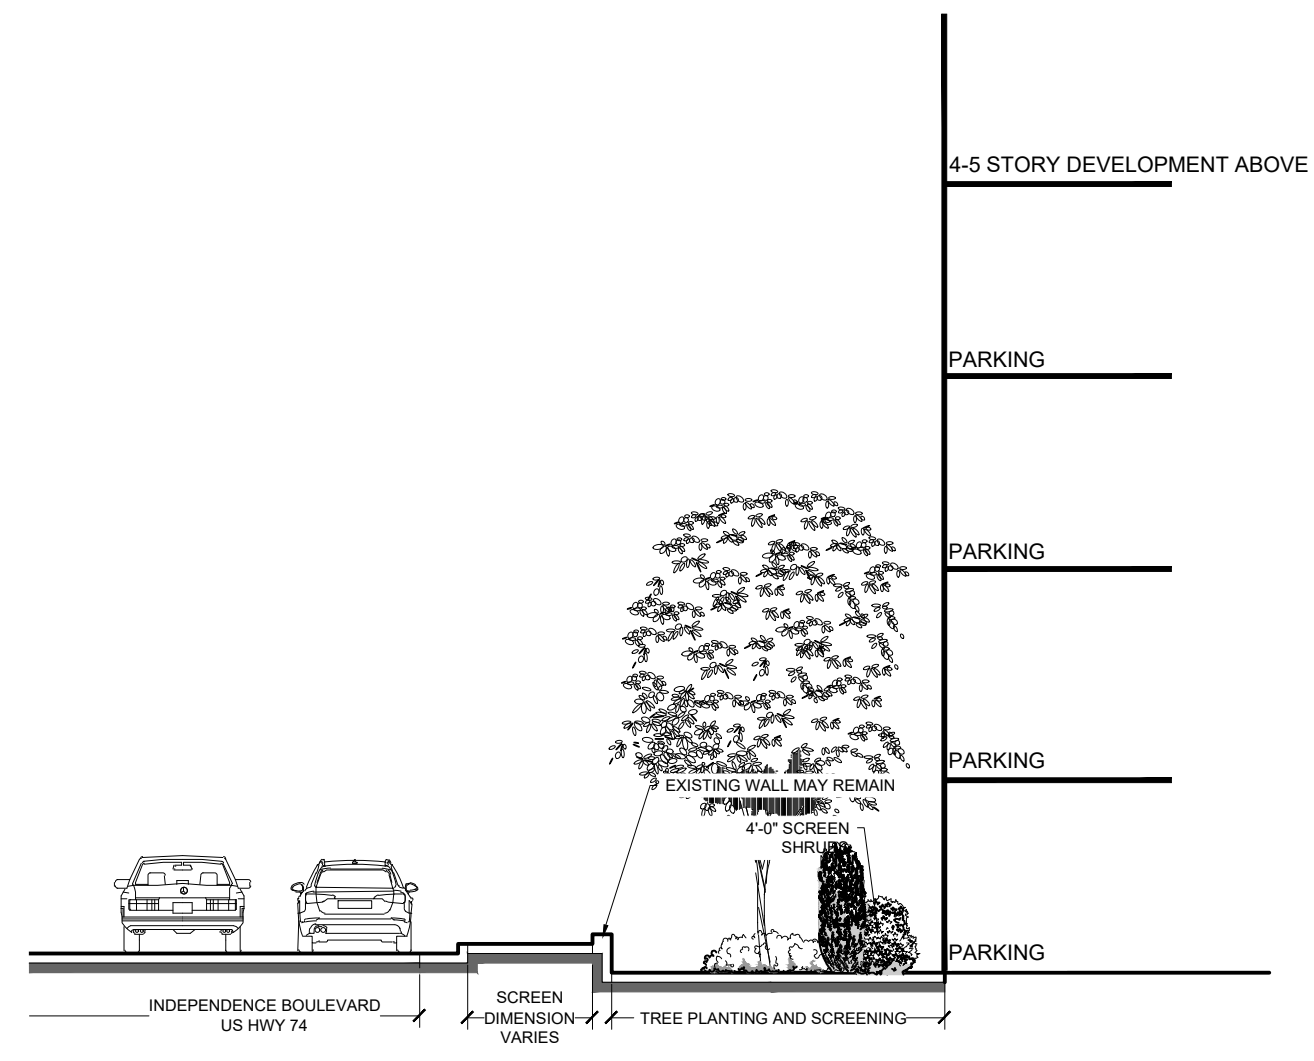 4-5 STORY DEVELOPMENT ABOVE
PARKING
PARKING
PARKING
EXISTING WALL MAY REMAIN
4'-0" SCREEN
SHRUBS
PARKING
INDEPENDENCE BOULEVARD
US HWY 74
SCREEN
DIMENSION
VARIES
TREE PLANTING AND SCREENING